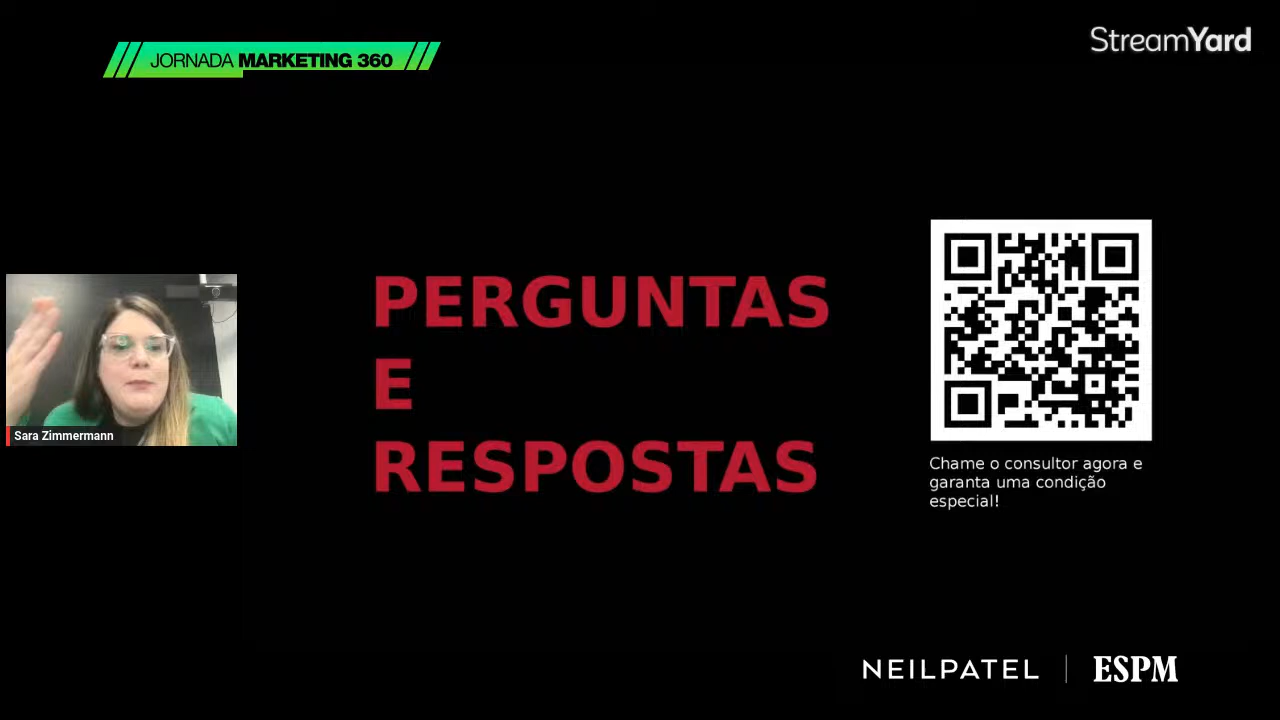 JORNADA MARKETING 360
StreamYard
Sara Zimmermann
PERGUNTAS
E
RESPOSTAS
Chame o consultor agora e
garanta uma condição
especial!
NEILPATEL
ESPM